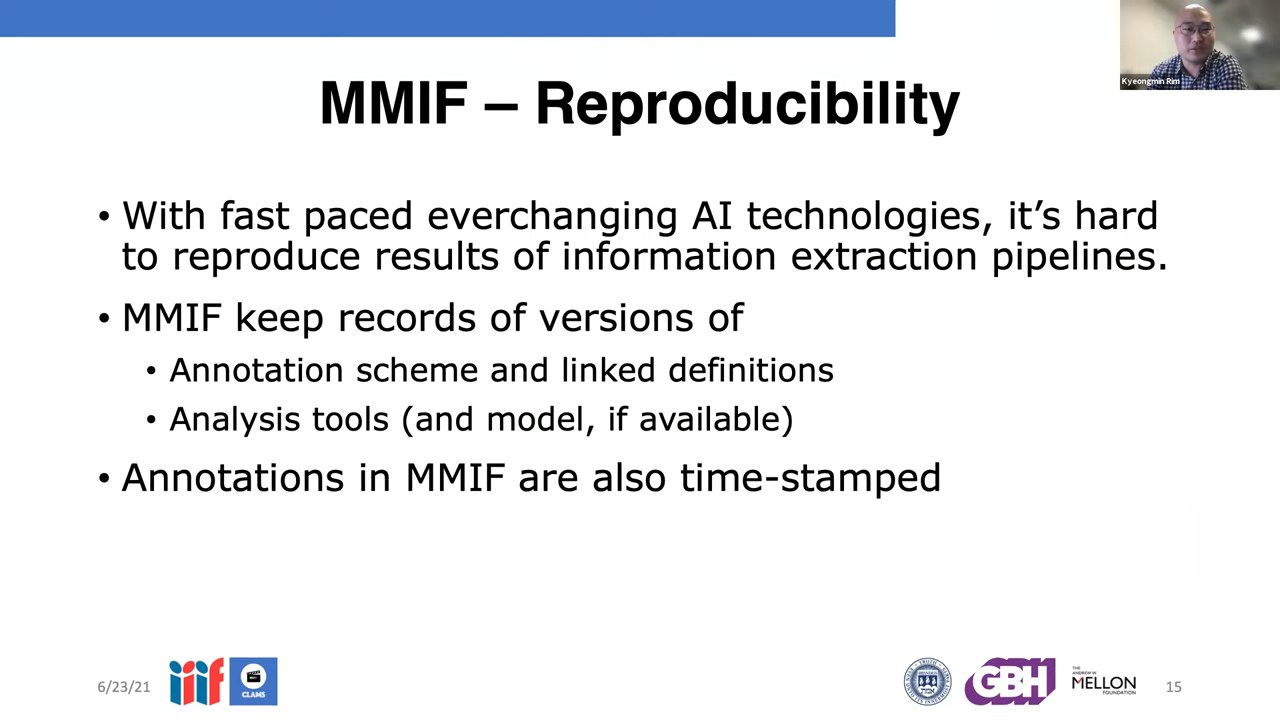 Kyeongmin Rim
MMIF – Reproducibility
• With fast paced everchanging AI technologies, it’s hard
to reproduce results of information extraction pipelines.
• MMIF keep records of versions of
• Annotation scheme and linked definitions
• Analysis tools (and model, if available)
• Annotations in MMIF are also time-stamped
6/23/21
iiif
CLAMS
GBH
THE
ANDREW W.
MELLON
FOUNDATION
15